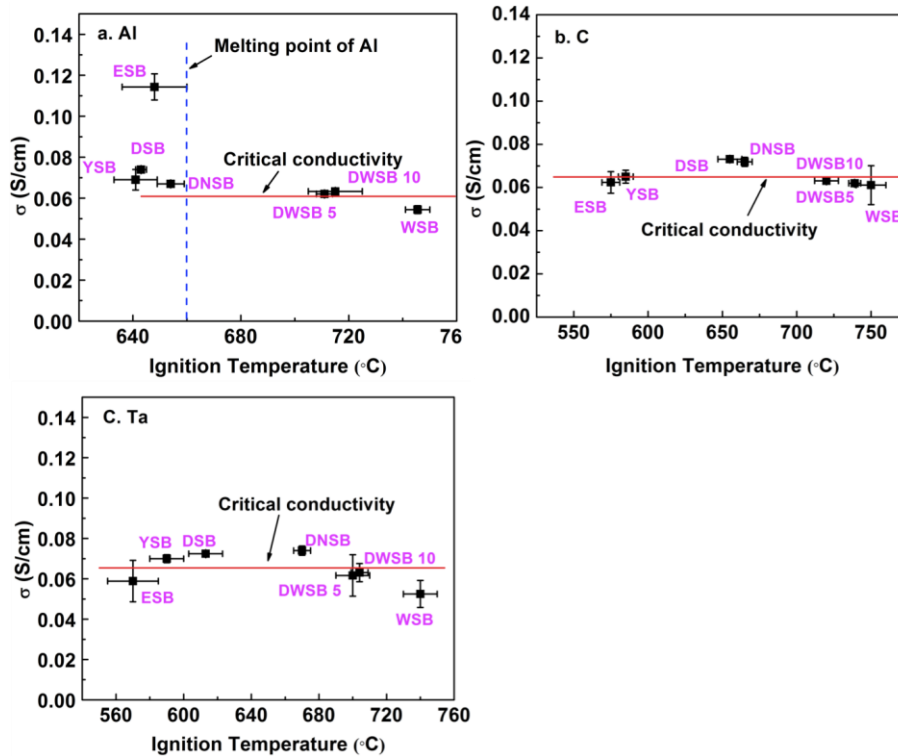 a. Al
Melting point of Al
ESB
DSB
YSB
DNSB
Critical conductivity
DWSB 10
DWSB 5
WSB
σ (S/cm)
0.14
0.12
0.10
0.08
0.06
0.04
0.02
0.00
640
680
720
76
Ignition Temperature (◦C)
b. C
DNSB
DSB
DWSB10
ESB
YSB
DWSB5
WSB
Critical conductivity
σ (S/cm)
0.14
0.12
0.10
0.08
0.06
0.04
0.02
0.00
550
600
650
700
750
Ignition Temperature (◦C)
C. Ta
Critical conductivity
YSB
DSB
DNSB
DWSB 10
ESB
DWSB 5
WSB
σ (S/cm)
0.14
0.12
0.10
0.08
0.06
0.04
0.02
0.00
560
600
640
680
720
760
Ignition Temperature (◦C)